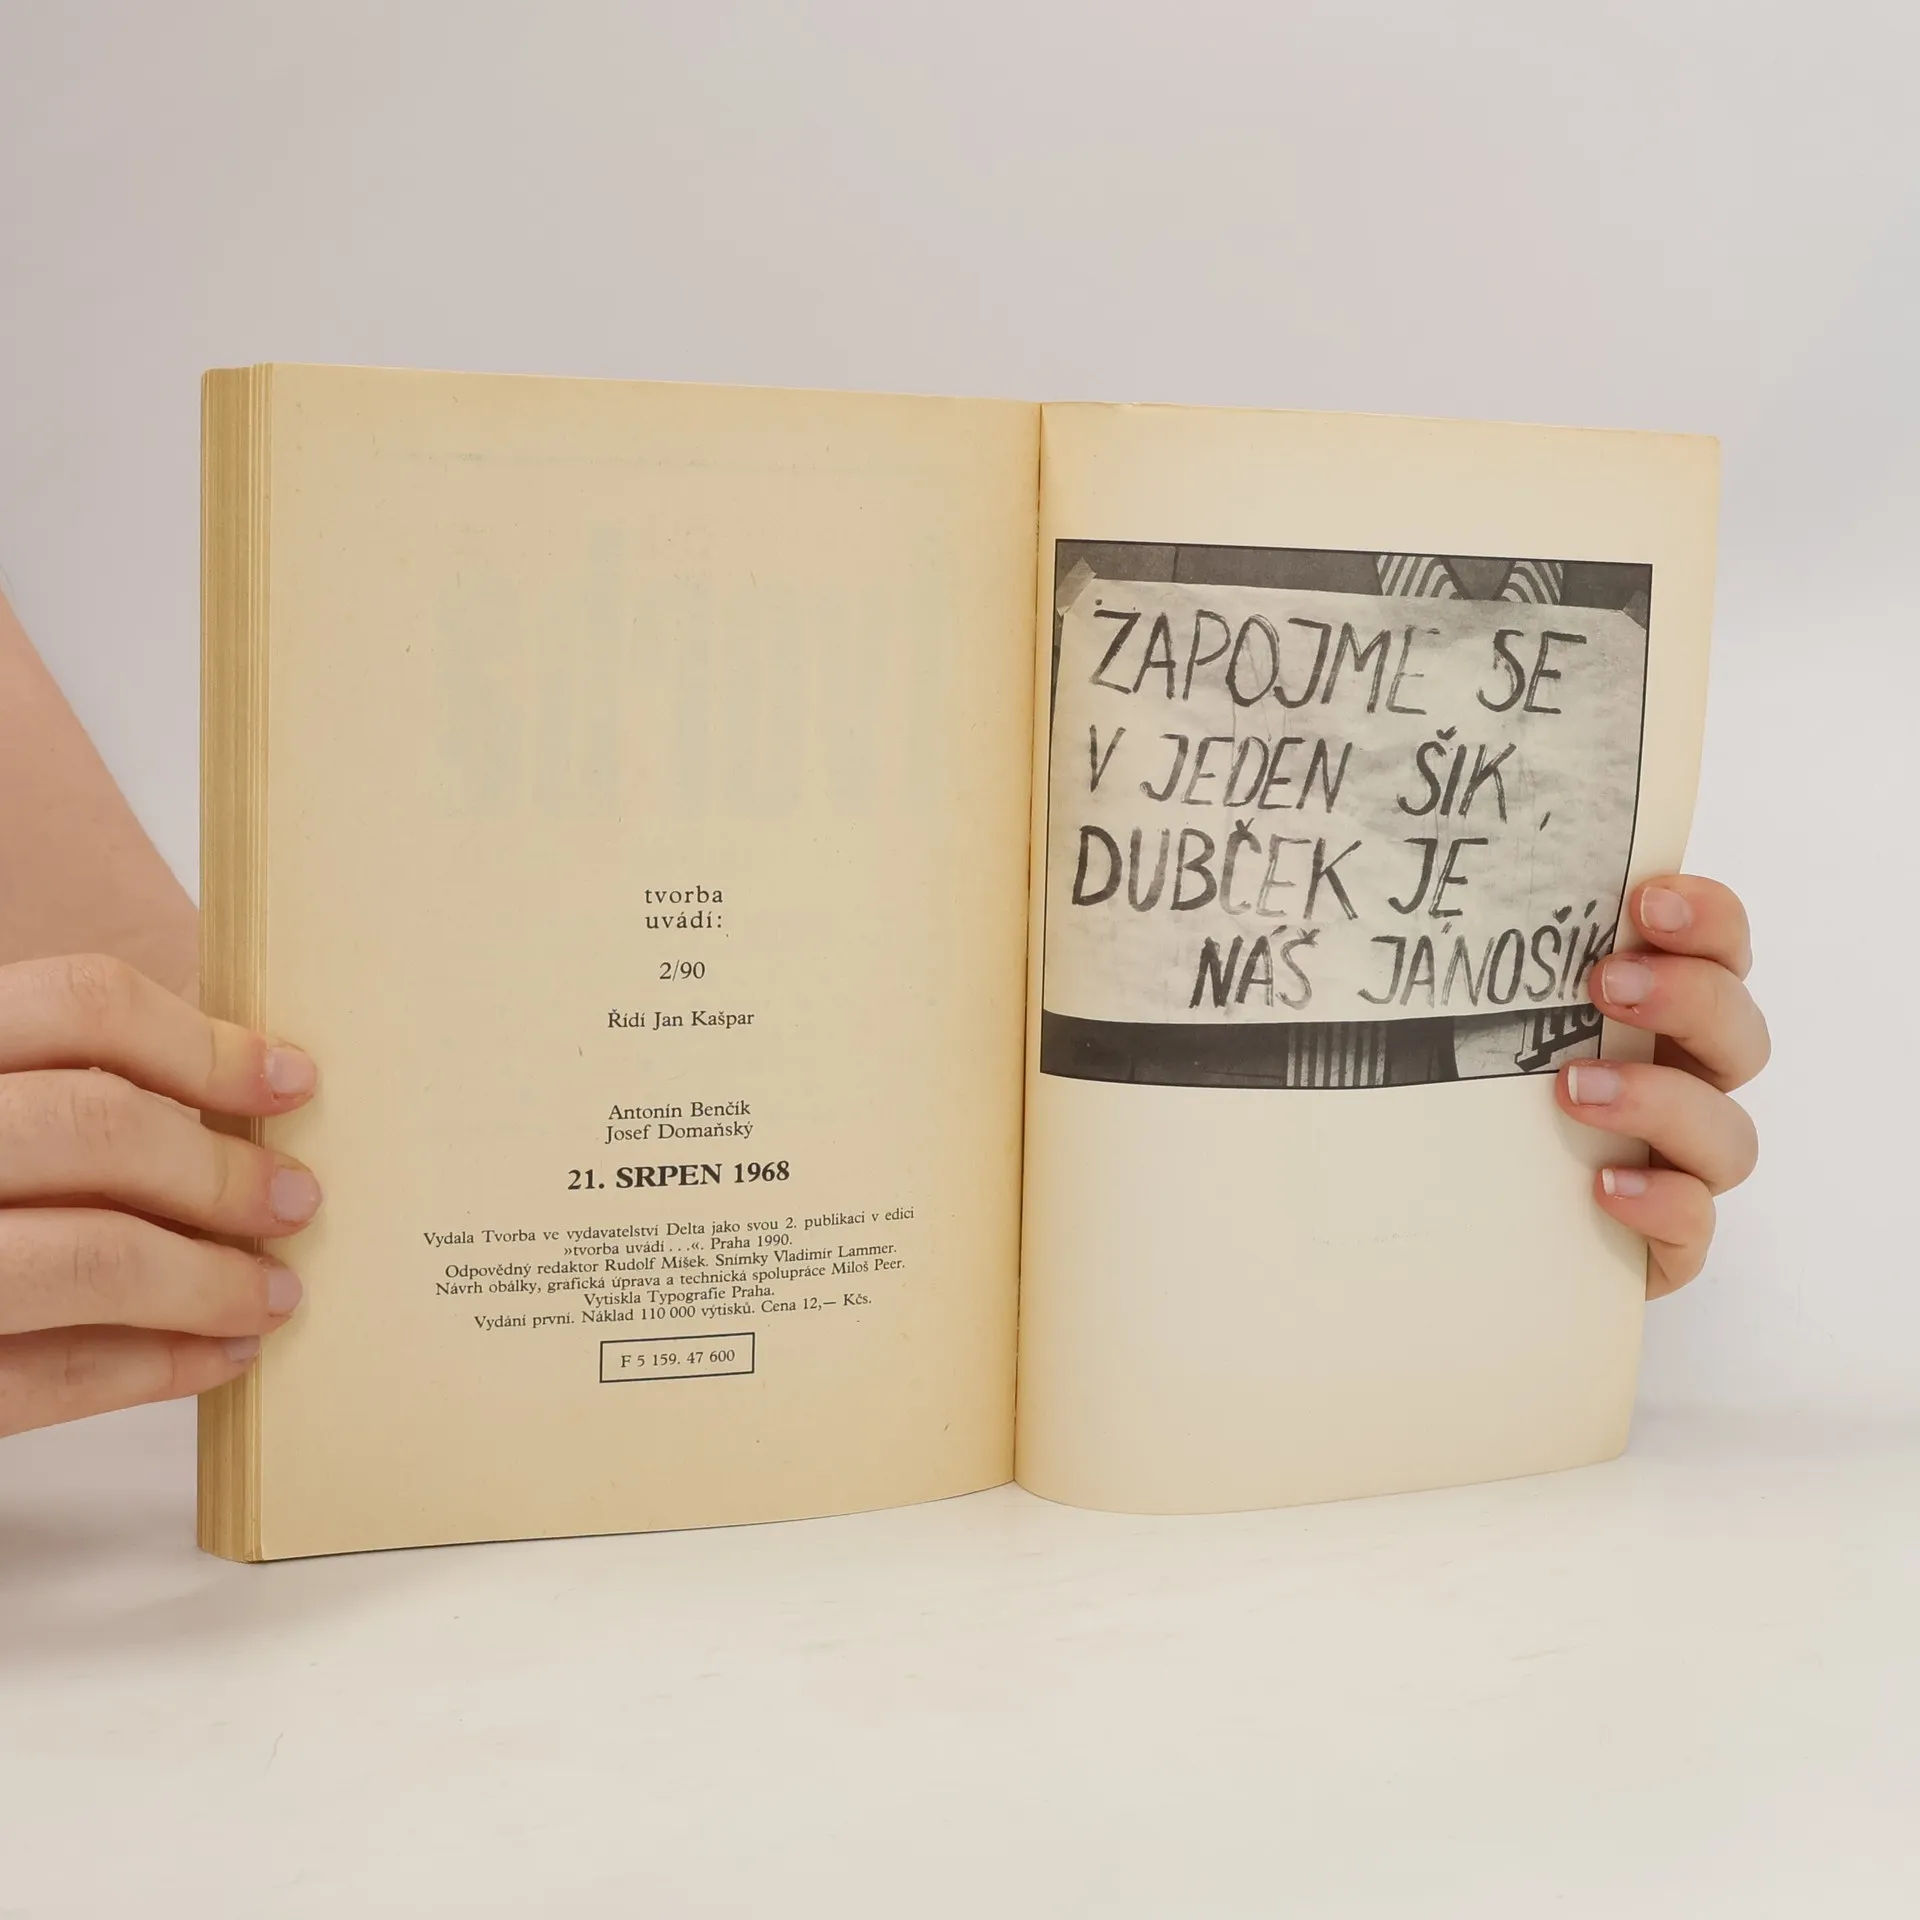 tvorba
uvádí:
2/90
Řídí Jan Kašpar
Antonín Benčík
Josef Domaňský
21. SRPEN 1968
Vydala Tvorba ve vydavatelství Delta jako svou 2. publikaci v edici
»tvorba uvádí . . .«. Praha 1990.
Odpovědný redaktor Rudolf Míšek. Snímky Vladimír Lammer.
Návrh obálky, grafická úprava a technická spolupráce Miloš Peer.
Vytiskla Typografie Praha.
Vydání první. Náklad 110 000 výtisků. Cena 12,— Kčs.
F 5 159. 47 600
ZAPOJME SE
V JEDEN ŠIK,
DUBČEK JE
NÁŠ JÁNOŠÍK